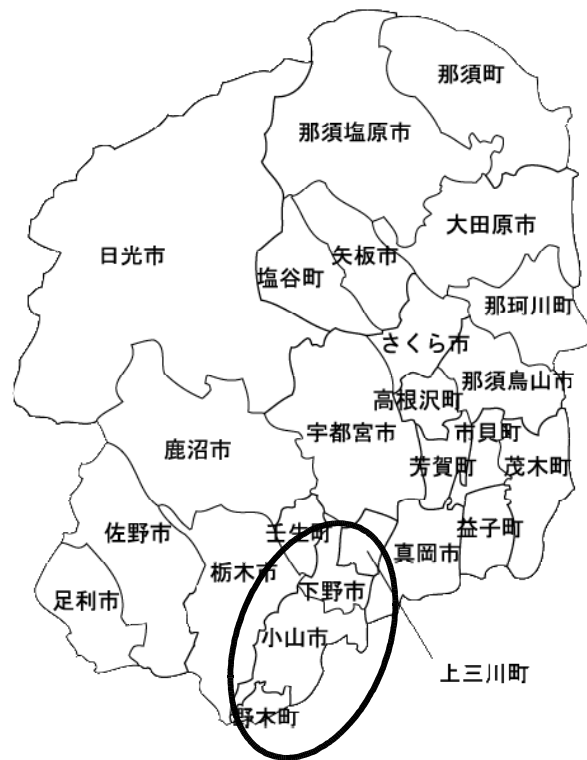 那須町
那須塩原市
大田原市
日光市
矢板市
塩谷町
那珂川町
さくら市
那須烏山市
高根沢町
宇都宮市
市貝町
鹿沼市
芳賀町
茂木町
佐野市
壬生町
益子町
真岡市
栃木市
下野市
足利市
小山市
上三川町
野木町